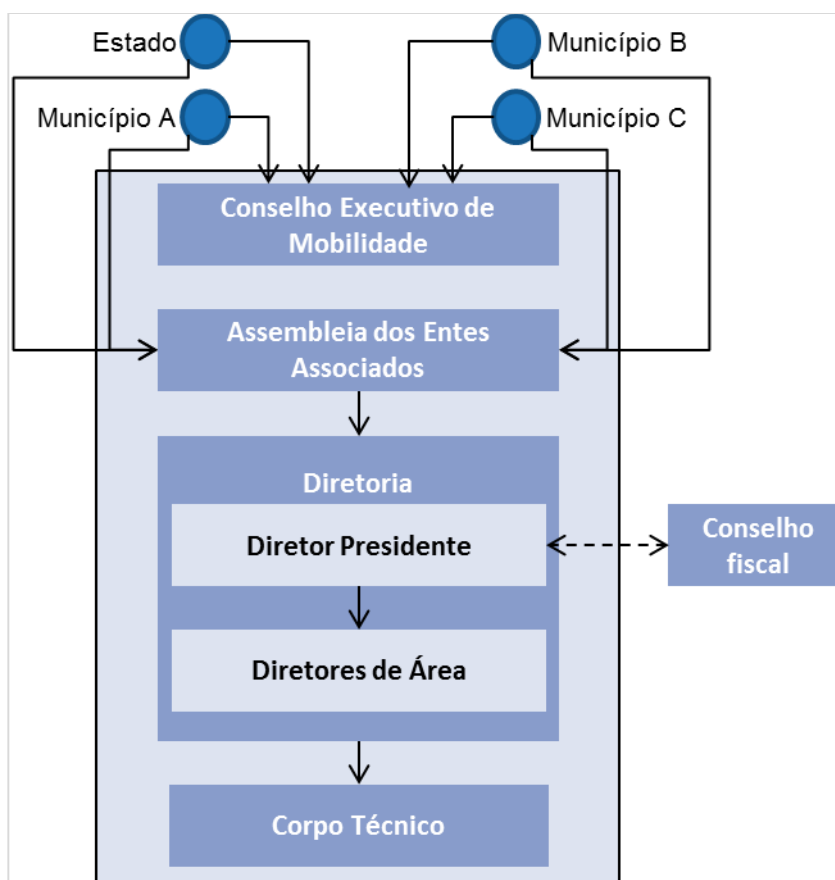 Estado
Município B
Município A
Município C
Conselho Executivo de
Mobilidade
Assembleia dos Entes
Associados
Diretoria
Diretor Presidente
Conselho
fiscal
Diretores de Área
Corpo Técnico